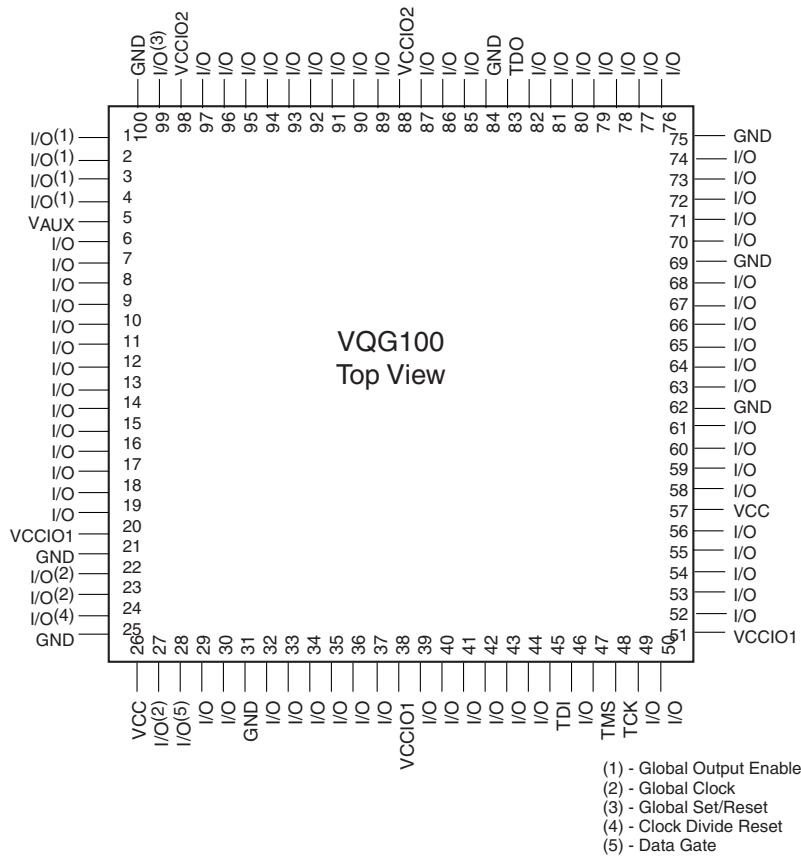 GND
I/O(3)
VCCIO2
I/O
I/O
I/O
I/O
I/O
I/O
I/O
I/O
I/O
VCCIO2
I/O
I/O
I/O
GND
TDO
I/O
I/O
I/O
I/O
I/O
I/O
I/O
100
99
98
97
96
95
94
93
92
91
90
89
88
87
86
85
84
83
82
81
80
79
78
77
76
I/O(1) 1
I/O(1) 2
I/O(1) 3
I/O(1) 4
VAUX 5
I/O 6
I/O 7
I/O 8
I/O 9
I/O 10
I/O 11
I/O 12
I/O 13
I/O 14
I/O 15
I/O 16
I/O 17
I/O 18
I/O 19
VCCIO1 20
GND 21
I/O(2) 22
I/O(2) 23
I/O(4) 24
GND 25
VQG100
Top View
75 GND
74 I/O
73 I/O
72 I/O
71 I/O
70 I/O
69 GND
68 I/O
67 I/O
66 I/O
65 I/O
64 I/O
63 I/O
62 GND
61 I/O
60 I/O
59 I/O
58 I/O
57 VCC
56 I/O
55 I/O
54 I/O
53 I/O
52 I/O
51 VCCIO1
26
27
28
29
30
31
32
33
34
35
36
37
38
39
40
41
42
43
44
45
46
47
48
49
50
VCC
I/O(2)
I/O(5)
I/O
I/O
GND
I/O
I/O
I/O
I/O
I/O
I/O
VCCIO1
I/O
I/O
I/O
I/O
I/O
I/O
TDI
I/O
TMS
TCK
I/O
I/O
(1) - Global Output Enable
(2) - Global Clock
(3) - Global Set/Reset
(4) - Clock Divide Reset
(5) - Data Gate